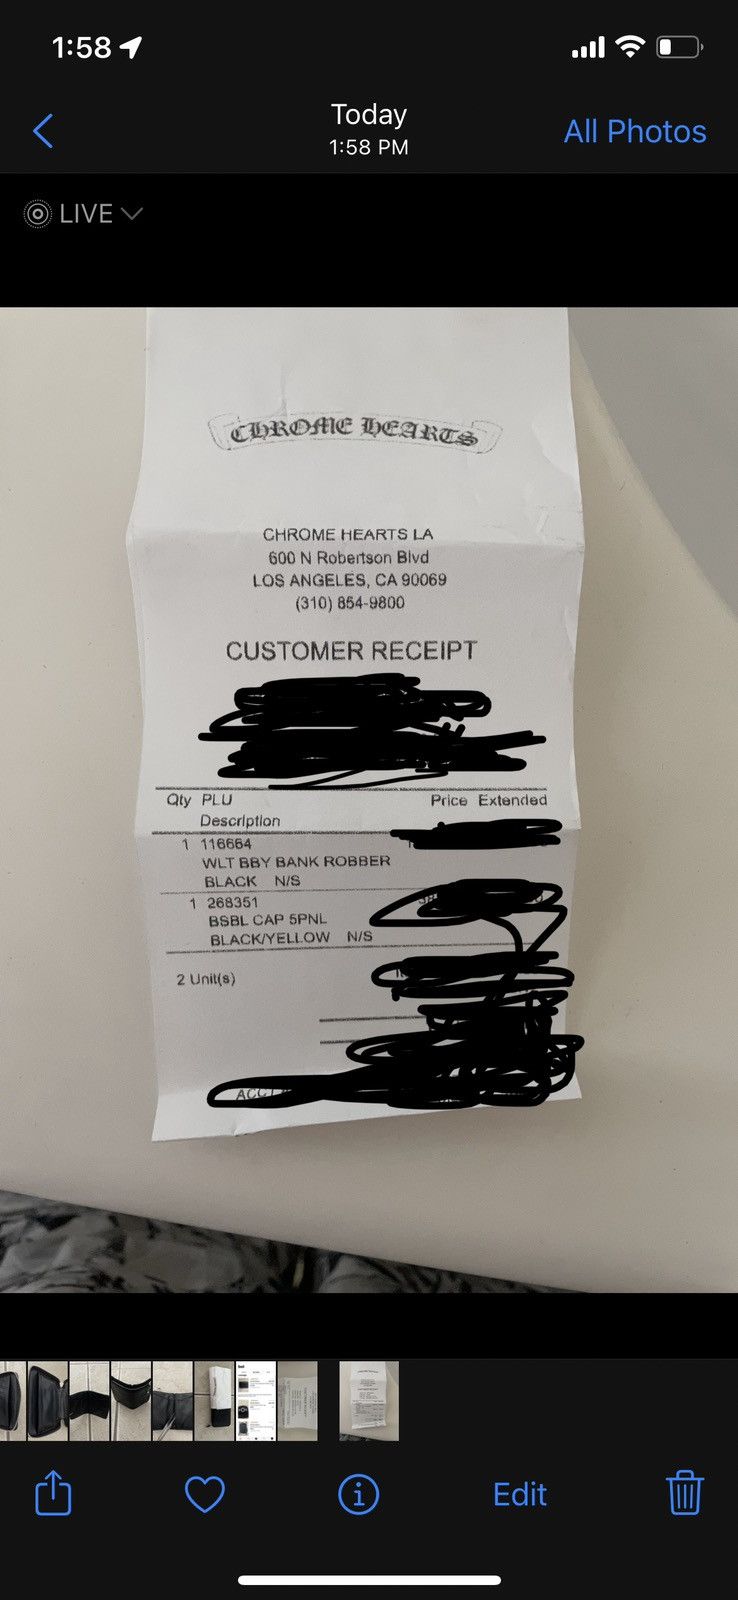 1:58
Today
1:58 PM
All Photos
LIVE
CHROME HEARTS
CHROME HEARTS LA
600 N Robertson Blvd
LOS ANGELES, CA 90069
(310) 854-9800
CUSTOMER RECEIPT
Qty PLU Price Extended
Description
1 116664
WLT BBY BANK ROBBER
BLACK N/S
1 268351
BSBL CAP 5PNL
BLACK/YELLOW N/S
2 Unit(s)
Edit